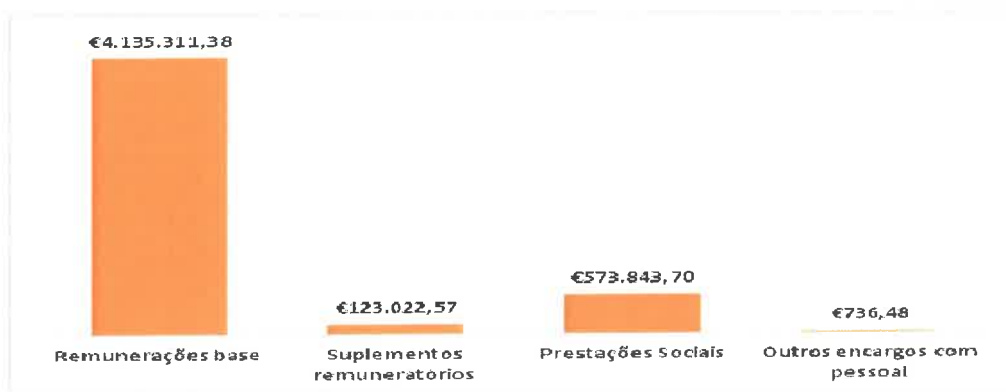 €4.135.311,38
€573.843,70
€123.022,57
€736,48
Remunerações base
Suplementos
remuneratórios
Prestações Sociais
Outros encargos com
pessoal